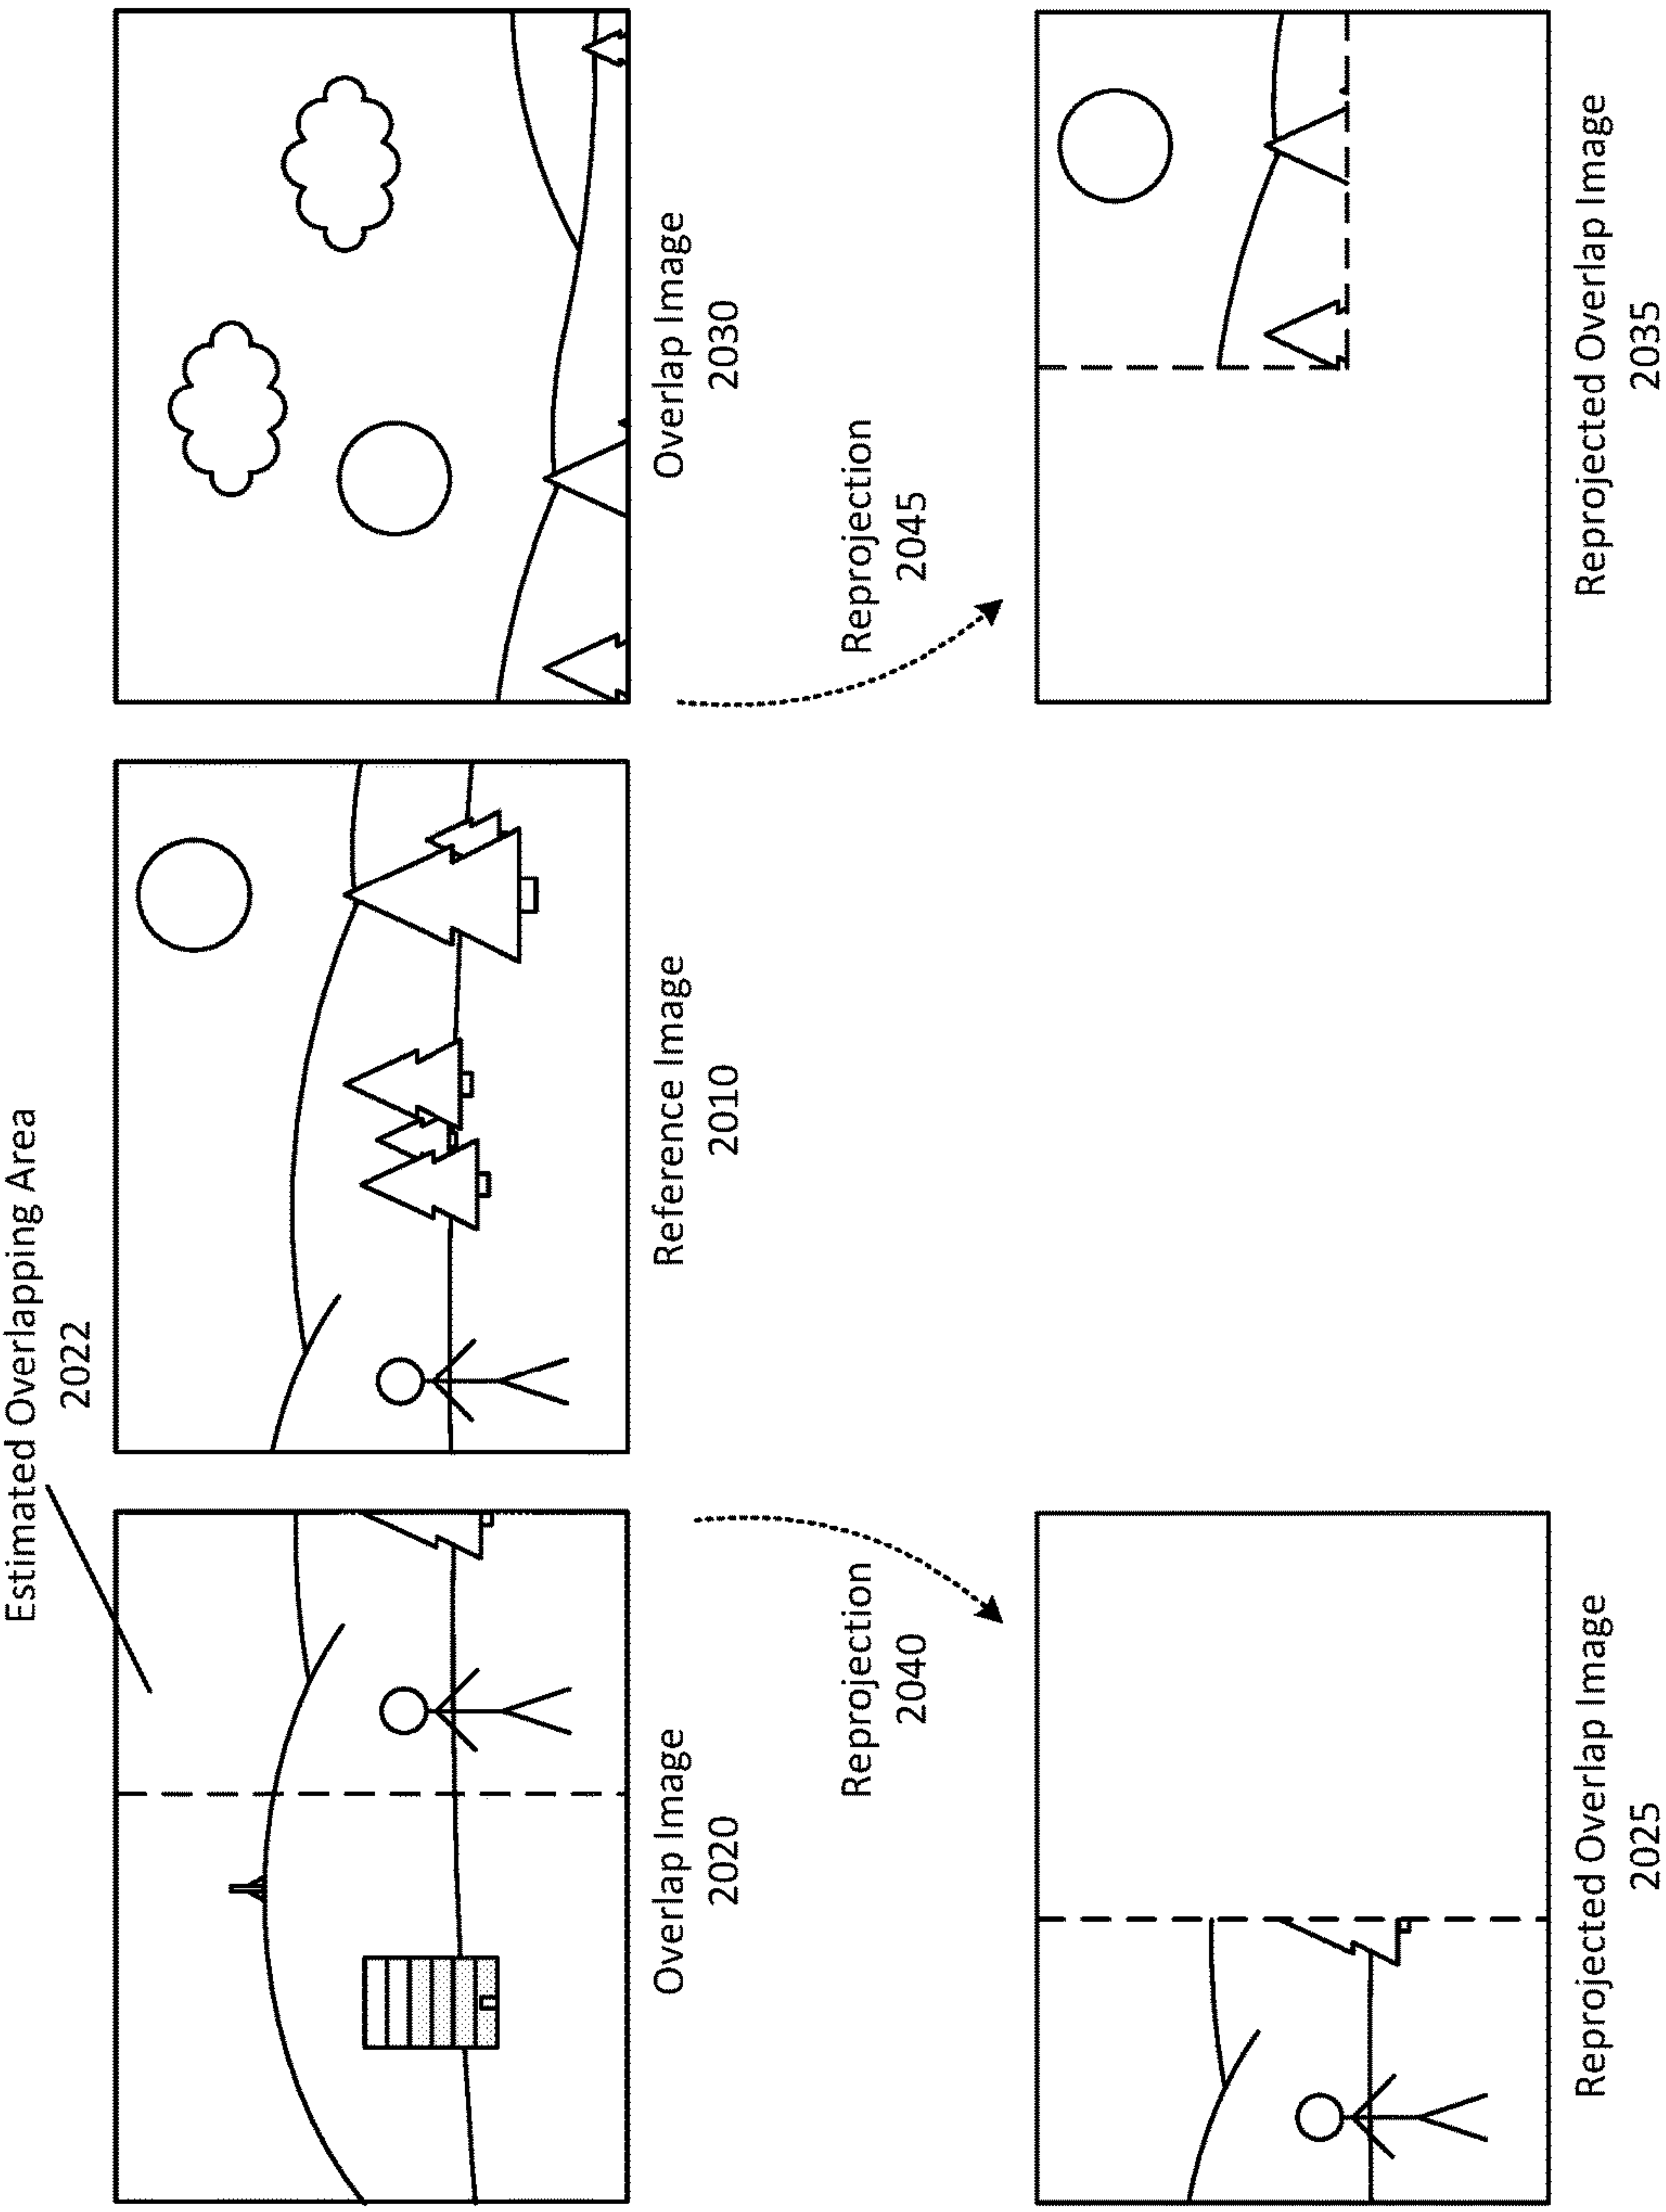 Estimated Overlapping Area
2022
Overlap Image
2020
Reference Image
2010
Overlap Image
2030
Reprojection
2040
Reprojection
2045
Reprojected Overlap Image
2025
Reprojected Overlap Image
2035